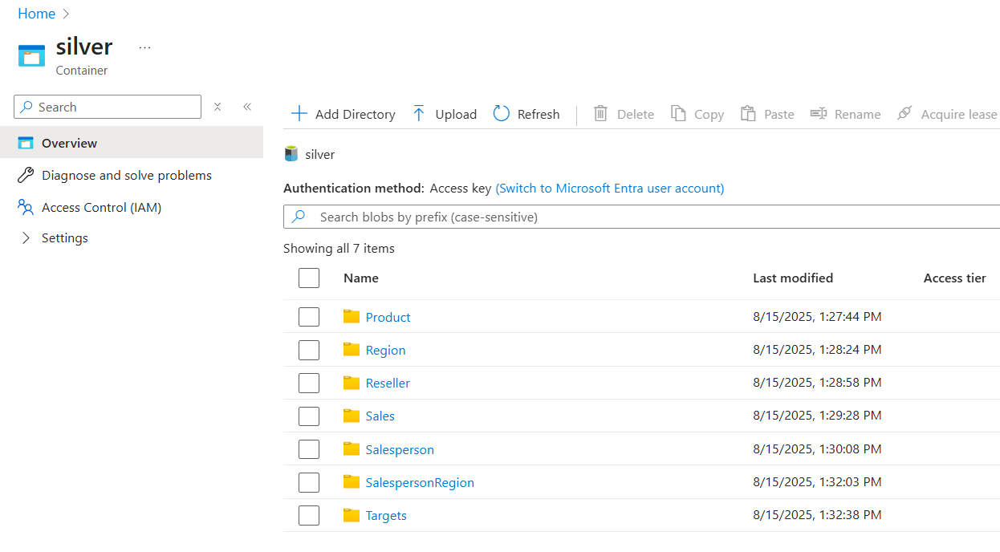 Home
silver ...
Container
Search
Overview
Diagnose and solve problems
Access Control (IAM)
Settings
Add Directory Upload Refresh Delete Copy Paste Rename Acquire lease
silver
Authentication method: Access key (Switch to Microsoft Entra user account)
Search blobs by prefix (case-sensitive)
Showing all 7 items
Name Last modified Access tier
Product 8/15/2025, 1:27:44 PM
Region 8/15/2025, 1:28:24 PM
Reseller 8/15/2025, 1:28:58 PM
Sales 8/15/2025, 1:29:28 PM
Salesperson 8/15/2025, 1:30:08 PM
SalespersonRegion 8/15/2025, 1:32:03 PM
Targets 8/15/2025, 1:32:38 PM